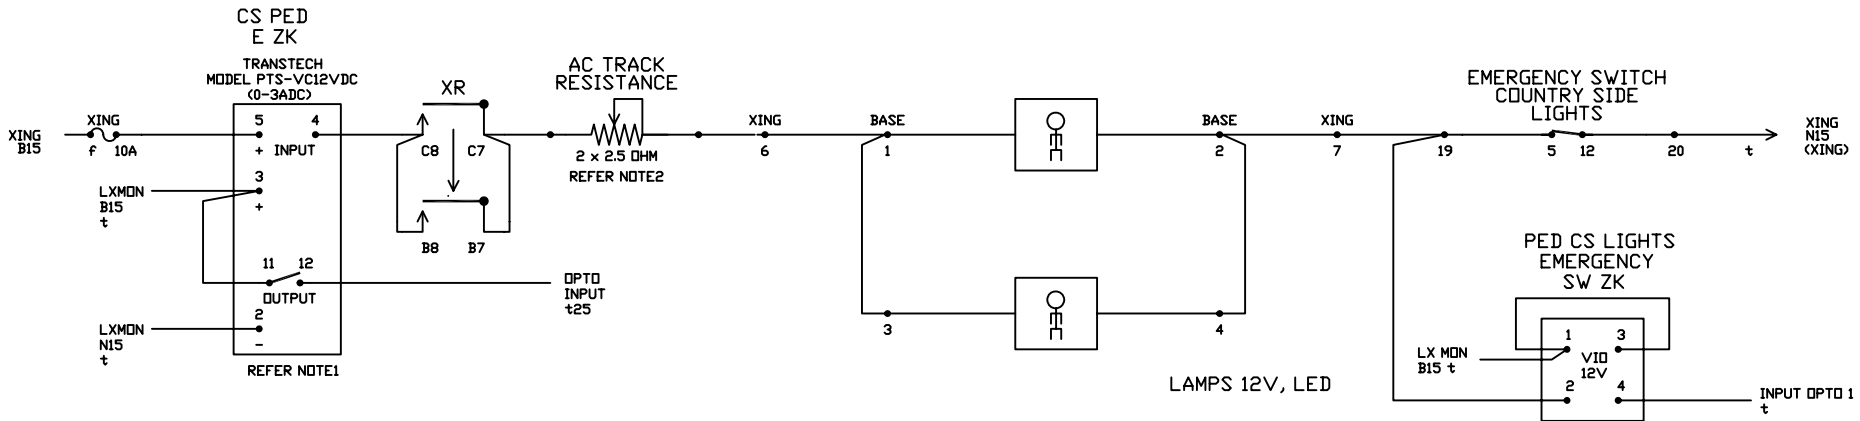 CS PED
E ZK
TRANSTECH
MODEL PTS-VC12VDC
(0-3ADC)
XING
B15
XING
f 10A
5 4
+ INPUT
3
+
LXMON
B15
t
11 12
OUTPUT
2
-
LXMON
N15
t
REFER NOTE1
XR
C8 C7
B8 B7
OPTO
INPUT
t25
AC TRACK
RESISTANCE
2 x 2.5 OHM
REFER NOTE2
XING
6
BASE
1
3
BASE
2
4
XING
7
19
EMERGENCY SWITCH
COUNTRY SIDE
LIGHTS
5 12
20
t
XING
N15
(XING)
LAMPS 12V, LED
PED CS LIGHTS
EMERGENCY
SW ZK
1 3
VIO
12V
2 4
LX MON
B15 t
INPUT OPTO 1
t